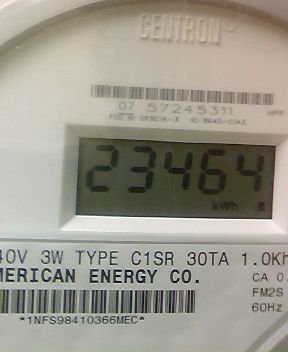 CENTRON®
07 57245311
23464
kWh
40V 3W TYPE C1SR 30TA 1.0Kh
MERICAN ENERGY CO.
CA 0.
FM2S
60Hz
*1NFS98410366MEC*